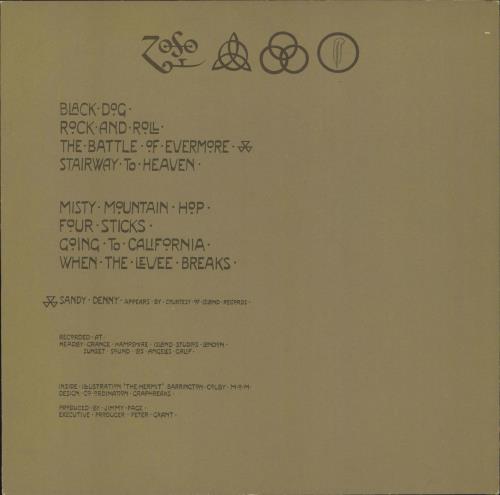 ZoSo
BLACK · DOG ·
ROCK · AND · ROLL ·
THE · BATTLE · OF · EVERMORE ·
STAIRWAY · To · HEAVEN ·
MISTY · MOUNTAIN · HOP ·
FOUR · STICKS ·
GOING · To · CALIFORNIA ·
WHEN · THE · LEVEE · BREAKS ·
SANDY · DENNY · APPEARS · BY · COURTESY · OF · ISLAND · RECORDS ·
RECORDED · AT ·
HEADLEY · GRANGE · HAMPSHIRE · ISLAND · STUDIOS · LONDON ·
SUNSET · SOUND · LOS · ANGELES · CALIF ·
INSIDE · ILLUSTRATION "THE · HERMIT" BARRINGTON · COLBY · M·O·M ·
DESIGN · CO-ORDINATION · GRAPHREAKS ·
PRODUCED · BY · JIMMY · PAGE ·
EXECUTIVE · PRODUCER · PETER · GRANT ·